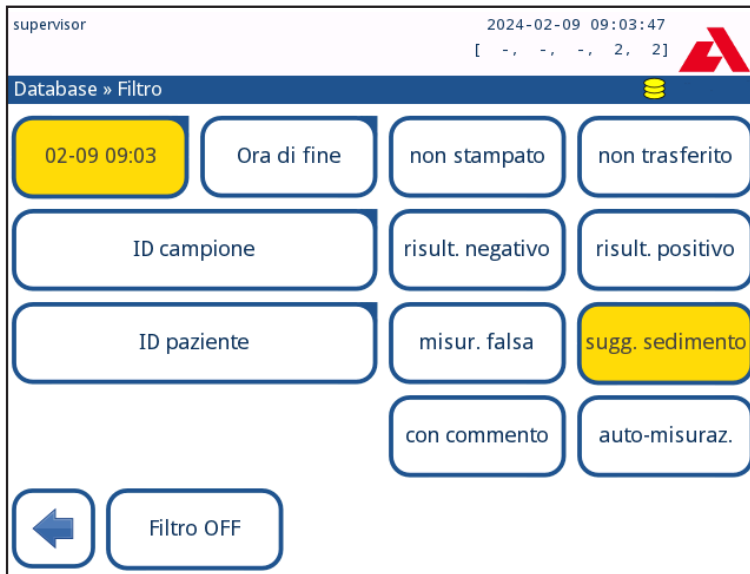 supervisor
2024-02-09 09:03:47
[ -, -, -, 2, 2]
Database » Filtro
02-09 09:03
Ora di fine
non stampato
non trasferito
ID campione
risult. negativo
risult. positivo
ID paziente
misur. falsa
sugg. sedimento
con commento
auto-misuraz.
Filtro OFF